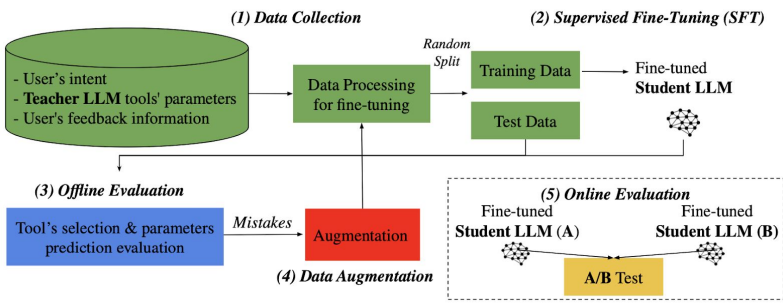 (1) Data Collection
(2) Supervised Fine-Tuning (SFT)
- User's intent
- Teacher LLM tools' parameters
- User's feedback information
Data Processing
for fine-tuning
Random
Split
Training Data
Test Data
Fine-tuned
Student LLM
(3) Offline Evaluation
Tool's selection & parameters
prediction evaluation
Mistakes
Augmentation
(4) Data Augmentation
(5) Online Evaluation
Fine-tuned
Student LLM (A)
Fine-tuned
Student LLM (B)
A/B Test